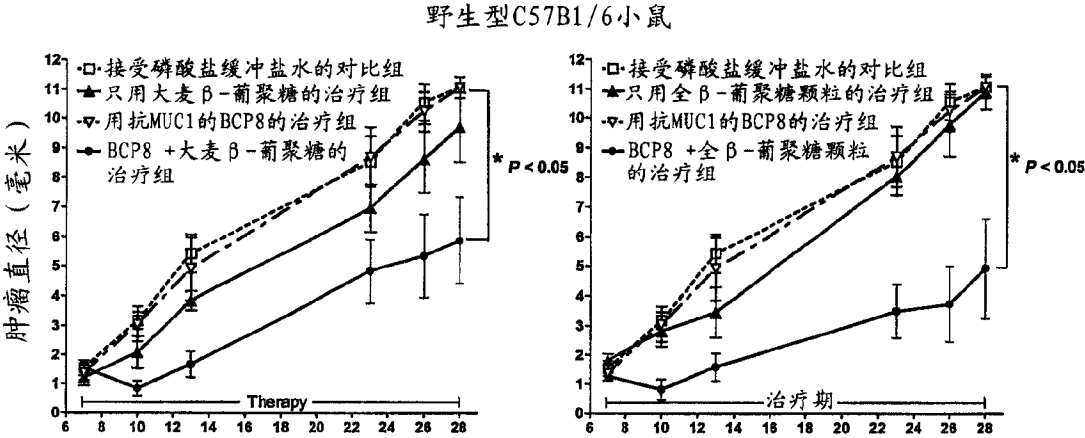 野生型C57B1/6小鼠
肿瘤直径(毫米)
12
11
10
9
8
7
6
5
4
3
2
1
0
接受磷酸盐缓冲盐水的对比组
只用大麦β-葡聚糖的治疗组
用抗MUC1的BCP8的治疗组
BCP8 +大麦β-葡聚糖的
治疗组
* P < 0.05
Therapy
6 8 10 12 14 16 18 20 22 24 26 28
12
11
10
9
8
7
6
5
4
3
2
1
0
接受磷酸盐缓冲盐水的对比组
只用全β-葡聚糖颗粒的治疗组
用抗MUC1的BCP8的治疗组
BCP8 +全β-葡聚糖颗粒
的治疗组
* P < 0.05
治疗期
6 8 10 12 14 16 18 20 22 24 26 28